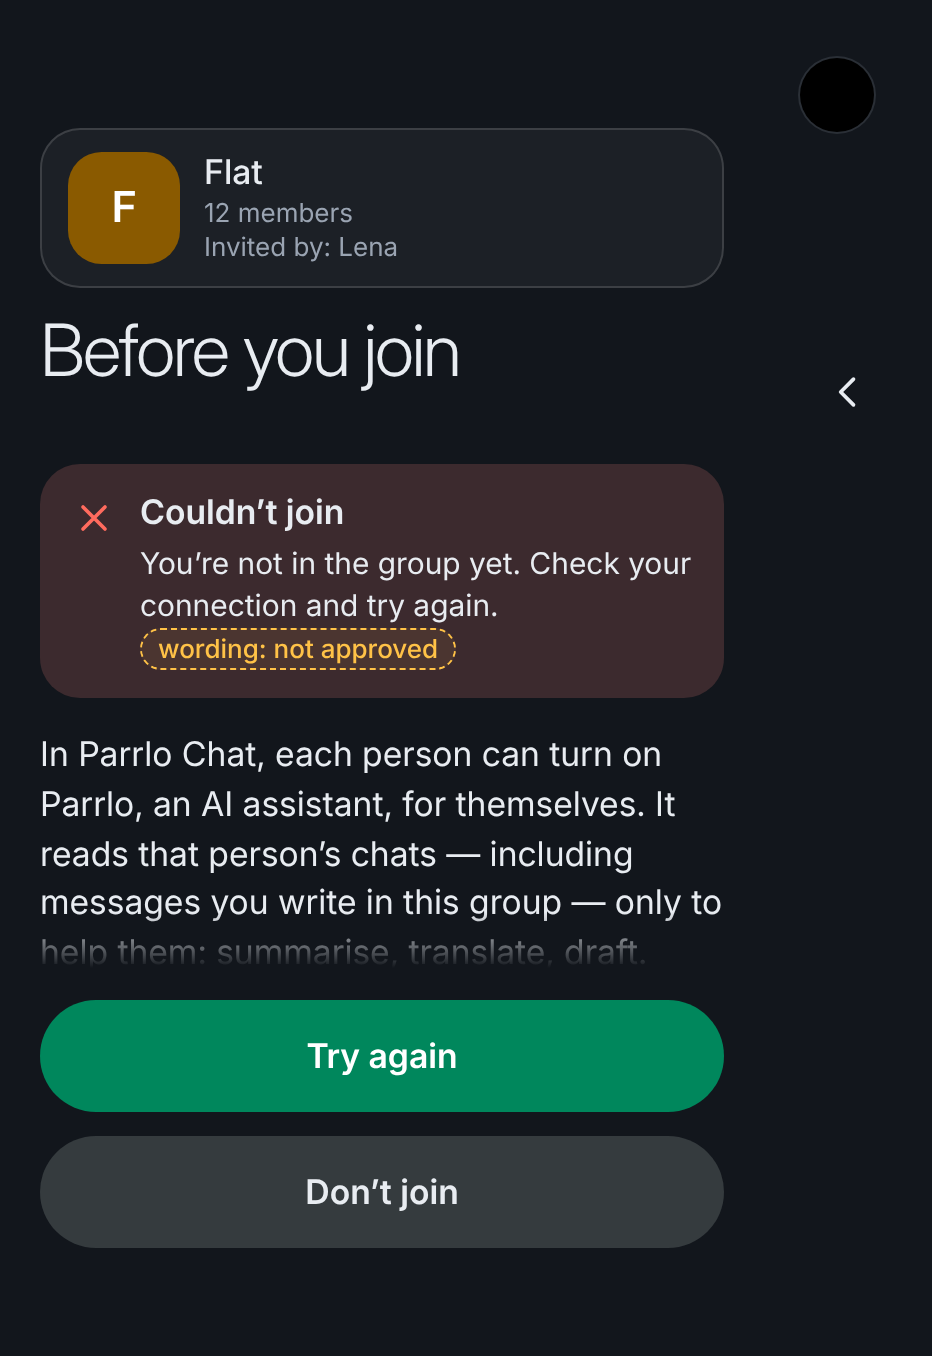 F
Flat
12 members
Invited by: Lena
Before you join
Couldn’t join
You’re not in the group yet. Check your
connection and try again.
wording: not approved
In Parrlo Chat, each person can turn on
Parrlo, an AI assistant, for themselves. It
reads that person’s chats — including
messages you write in this group — only to
help them: summarise, translate, draft.
Try again
Don’t join